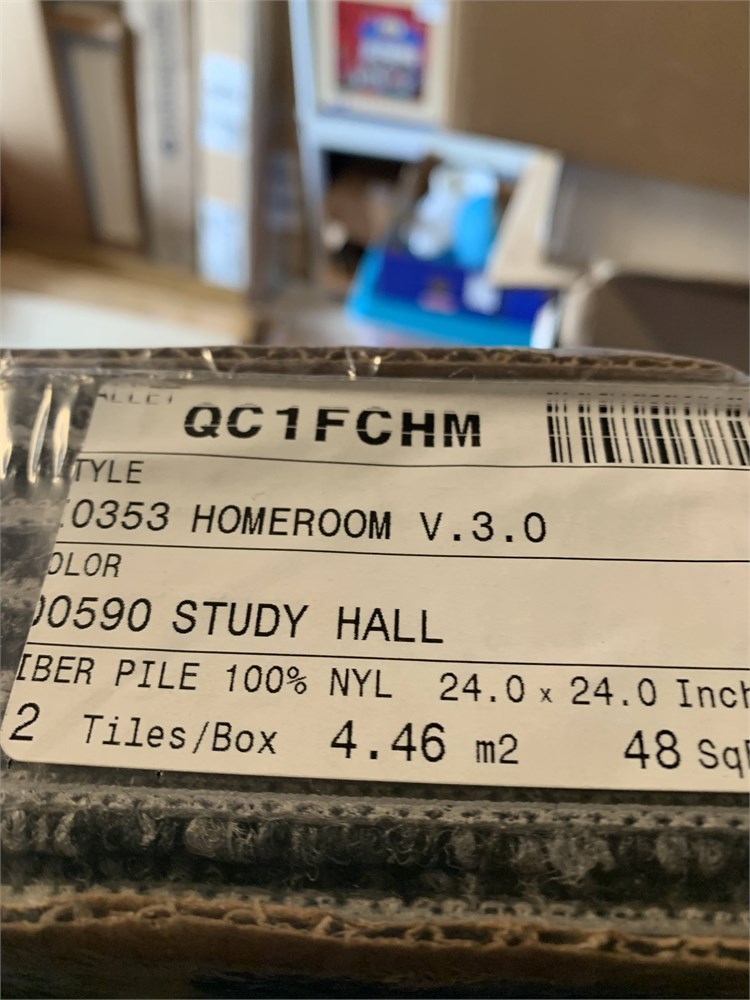 QC1FCHM
TYLE
0353 HOMEROOM V.3.0
OLOR
00590 STUDY HALL
IBER PILE 100% NYL 24.0 x 24.0 Inch
2 Tiles/Box 4.46 m2 48 Sq